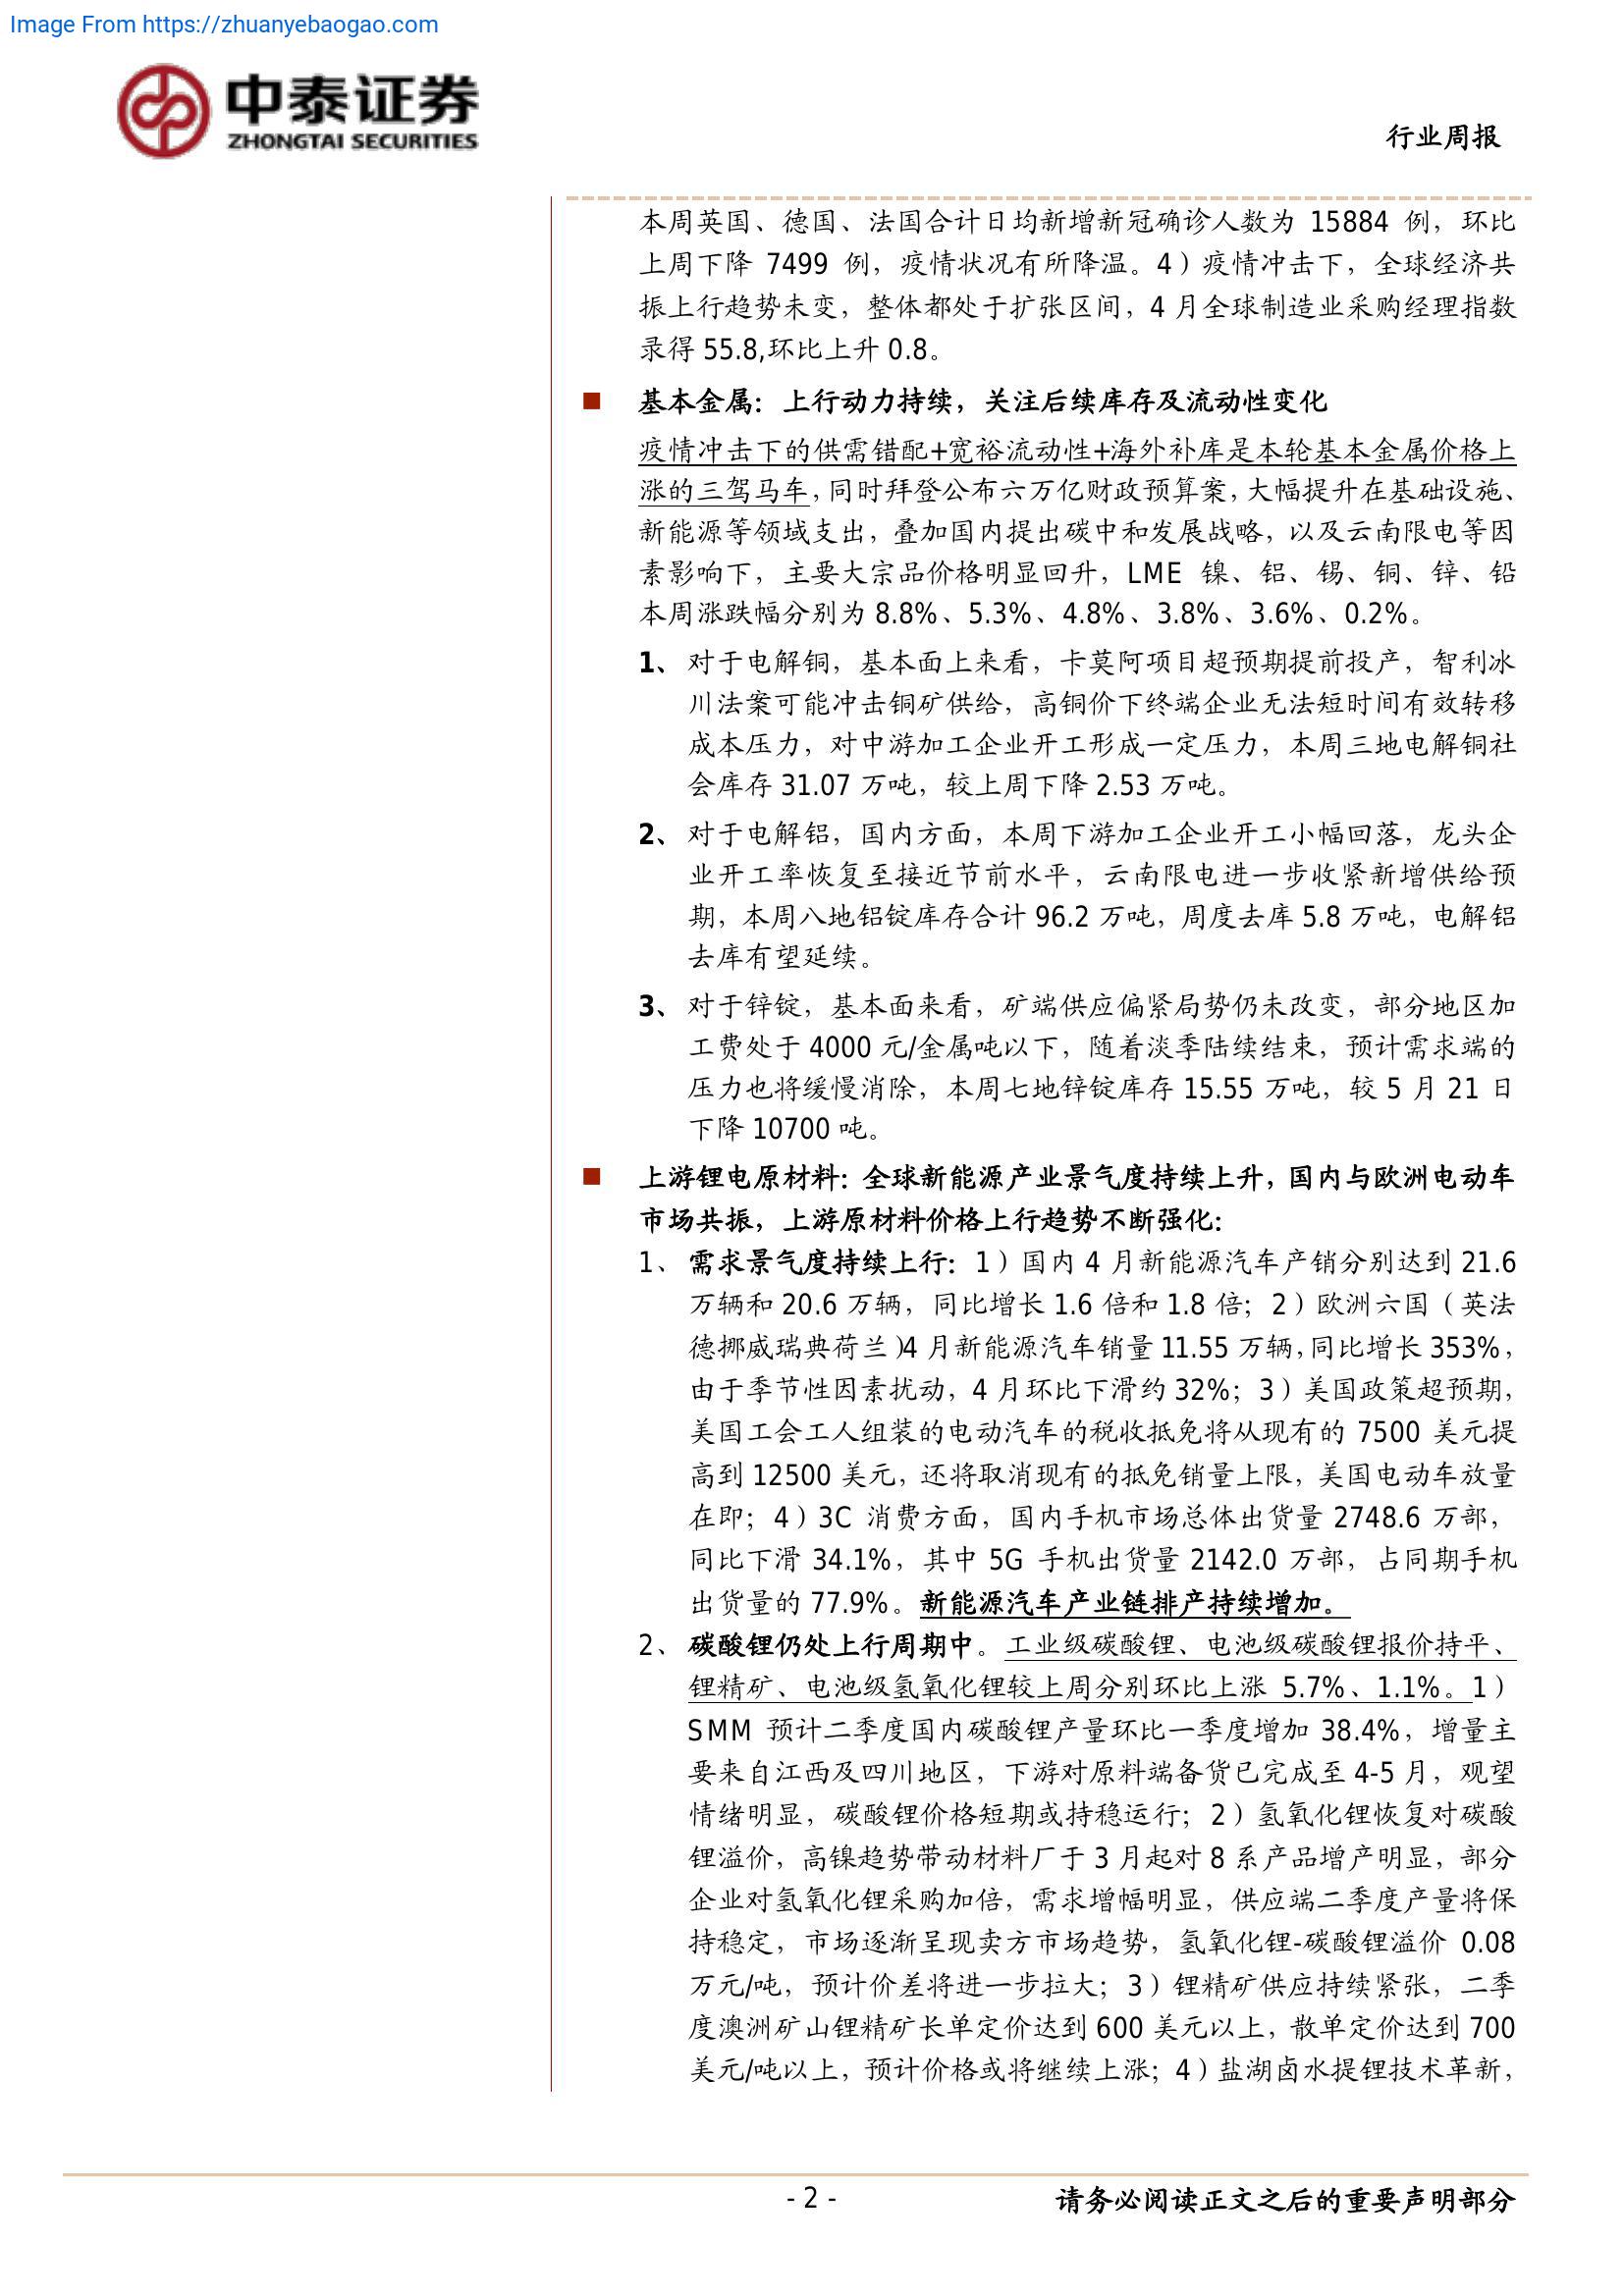 Image From https://zhuanyebaogao.com
中泰证券
ZHONGTAI SECURITIES
行业周报
本周英国、德国、法国合计日均新增新冠确诊人数为 15884 例，环比
上周下降 7499 例，疫情状况有所降温。4）疫情冲击下，全球经济共
振上行趋势未变，整体都处于扩张区间，4 月全球制造业采购经理指数
录得 55.8,环比上升 0.8。
■ 基本金属：上行动力持续，关注后续库存及流动性变化
疫情冲击下的供需错配+宽裕流动性+海外补库是本轮基本金属价格上
涨的三驾马车，同时拜登公布六万亿财政预算案，大幅提升在基础设施、
新能源等领域支出，叠加国内提出碳中和发展战略，以及云南限电等因
素影响下，主要大宗品价格明显回升，LME 镍、铝、锡、铜、锌、铅
本周涨跌幅分别为 8.8%、5.3%、4.8%、3.8%、3.6%、0.2%。
1、对于电解铜，基本面上来看，卡莫阿项目超预期提前投产，智利冰
川法案可能冲击铜矿供给，高铜价下终端企业无法短时间有效转移
成本压力，对中游加工企业开工形成一定压力，本周三地电解铜社
会库存 31.07 万吨，较上周下降 2.53 万吨。
2、对于电解铝，国内方面，本周下游加工企业开工小幅回落，龙头企
业开工率恢复至接近节前水平，云南限电进一步收紧新增供给预
期，本周八地铝锭库存合计 96.2 万吨，周度去库 5.8 万吨，电解铝
去库有望延续。
3、对于锌锭，基本面来看，矿端供应偏紧局势仍未改变，部分地区加
工费处于 4000 元/金属吨以下，随着淡季陆续结束，预计需求端的
压力也将缓慢消除，本周七地锌锭库存 15.55 万吨，较 5 月 21 日
下降 10700 吨。
■ 上游锂电原材料：全球新能源产业景气度持续上升，国内与欧洲电动车
市场共振，上游原材料价格上行趋势不断强化：
1、需求景气度持续上行：1）国内 4 月新能源汽车产销分别达到 21.6
万辆和 20.6 万辆，同比增长 1.6 倍和 1.8 倍；2）欧洲六国（英法
德挪威瑞典荷兰）4 月新能源汽车销量 11.55 万辆，同比增长 353%，
由于季节性因素扰动，4 月环比下滑约 32%；3）美国政策超预期，
美国工会工人组装的电动汽车的税收抵免将从现有的 7500 美元提
高到 12500 美元，还将取消现有的抵免销量上限，美国电动车放量
在即；4）3C 消费方面，国内手机市场总体出货量 2748.6 万部，
同比下滑 34.1%，其中 5G 手机出货量 2142.0 万部，占同期手机
出货量的 77.9%。新能源汽车产业链排产持续增加。
2、碳酸锂仍处上行周期中。工业级碳酸锂、电池级碳酸锂报价持平、
锂精矿、电池级氢氧化锂较上周分别环比上涨 5.7%、1.1%。1）
SMM 预计二季度国内碳酸锂产量环比一季度增加 38.4%，增量主
要来自江西及四川地区，下游对原料端备货已完成至 4-5 月，观望
情绪明显，碳酸锂价格短期或持稳运行；2）氢氧化锂恢复对碳酸
锂溢价，高镍趋势带动材料厂于 3 月起对 8 系产品增产明显，部分
企业对氢氧化锂采购加倍，需求增幅明显，供应端二季度产量将保
持稳定，市场逐渐呈现卖方市场趋势，氢氧化锂-碳酸锂溢价 0.08
万元/吨，预计价差将进一步拉大；3）锂精矿供应持续紧张，二季
度澳洲矿山锂精矿长单定价达到 600 美元以上，散单定价达到 700
美元/吨以上，预计价格或将继续上涨；4）盐湖卤水提锂技术革新，
- 2 -
请务必阅读正文之后的重要声明部分